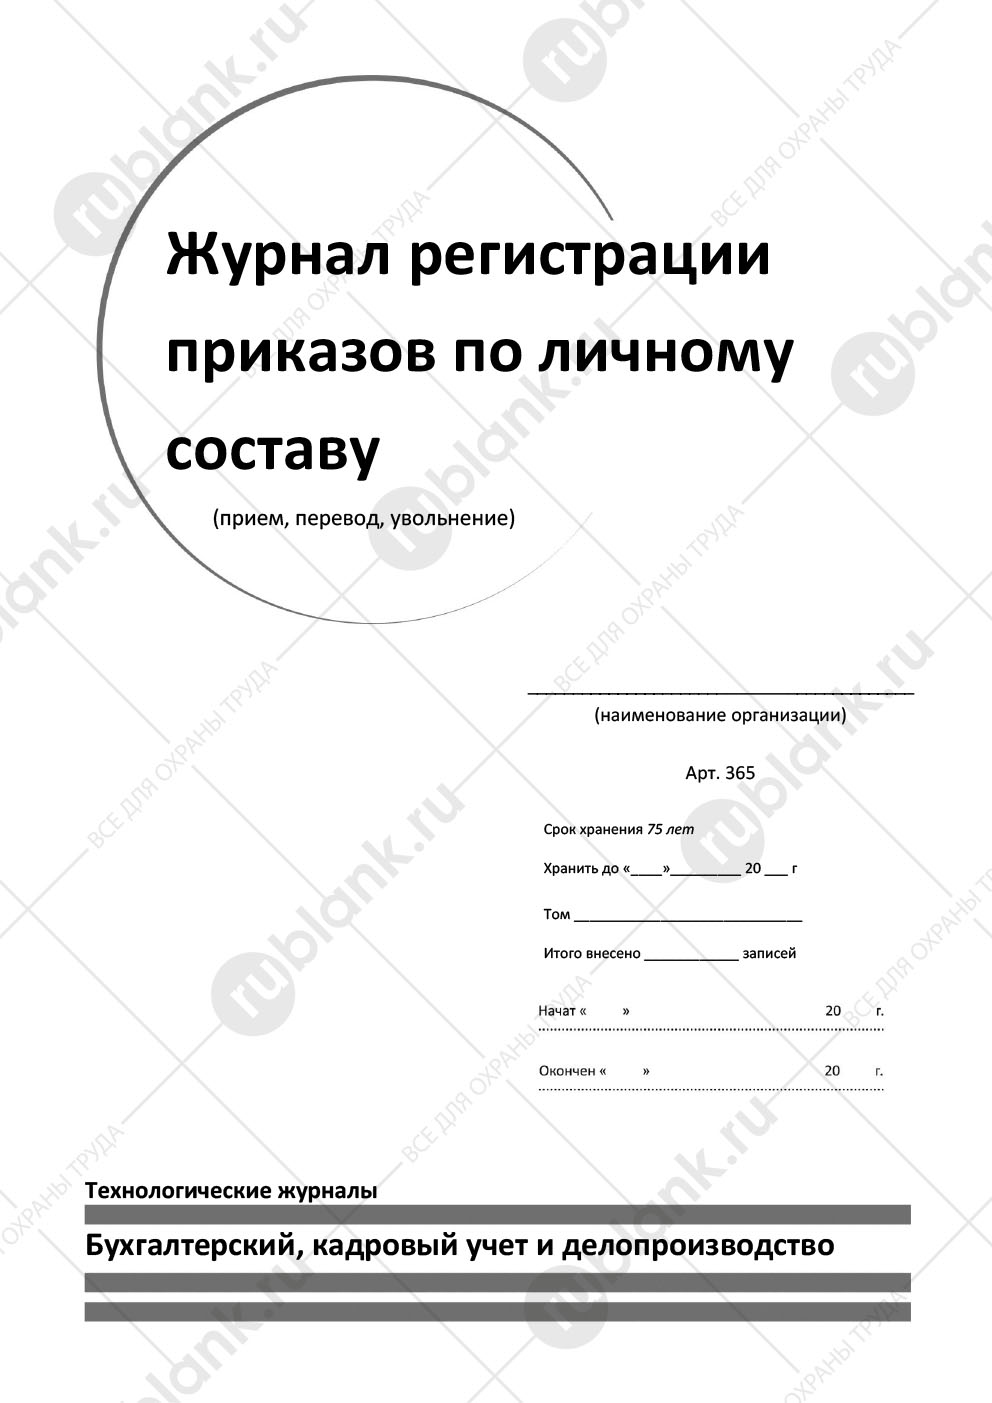 Журнал регистрации
приказов по личному
составу
(прием, перевод, увольнение)
(наименование организации)
Арт. 365
Срок хранения 75 лет
Хранить до «____»_________ 20 ___ г
Том _____________________________
Итого внесено ____________ записей
Начат « » 20 г.
Окончен « » 20 г.
Технологические журналы
Бухгалтерский, кадровый учет и делопроизводство
rublank.ru
ВСЕ ДЛЯ ОХРАНЫ ТРУДА